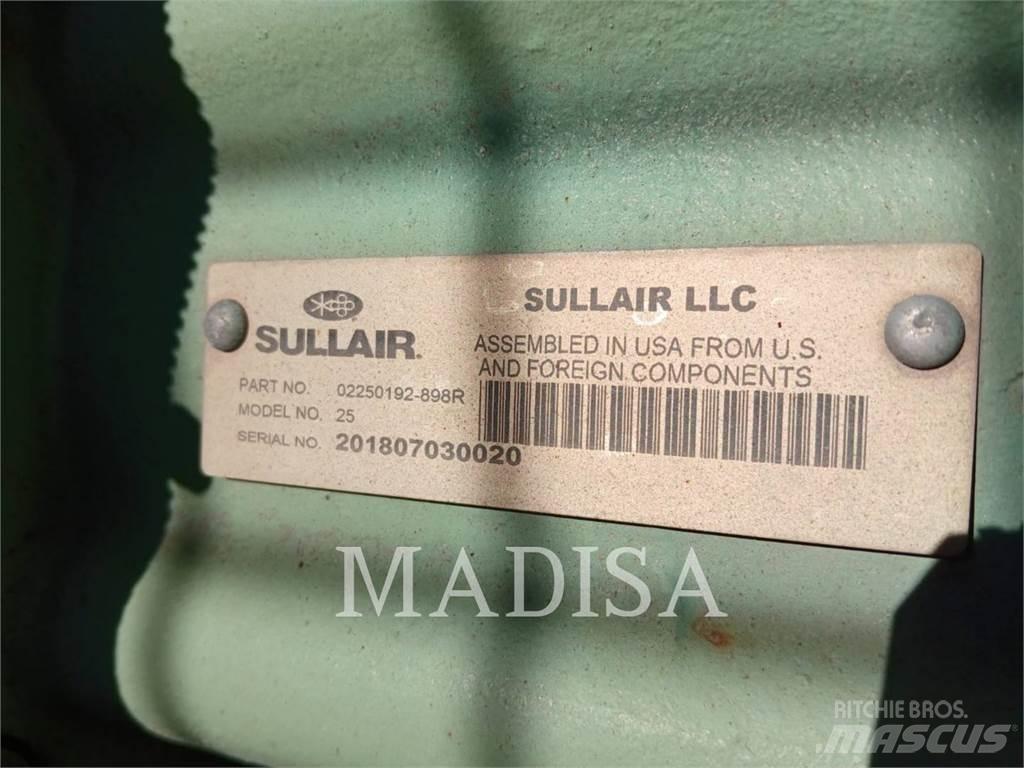 SULLAIR
SULLAIR LLC
ASSEMBLED IN USA FROM U.S.
AND FOREIGN COMPONENTS
PART NO. 02250192-898R
MODEL NO. 25
SERIAL NO. 201807030020
MADISA
RITCHIE BROS.
MASCUS